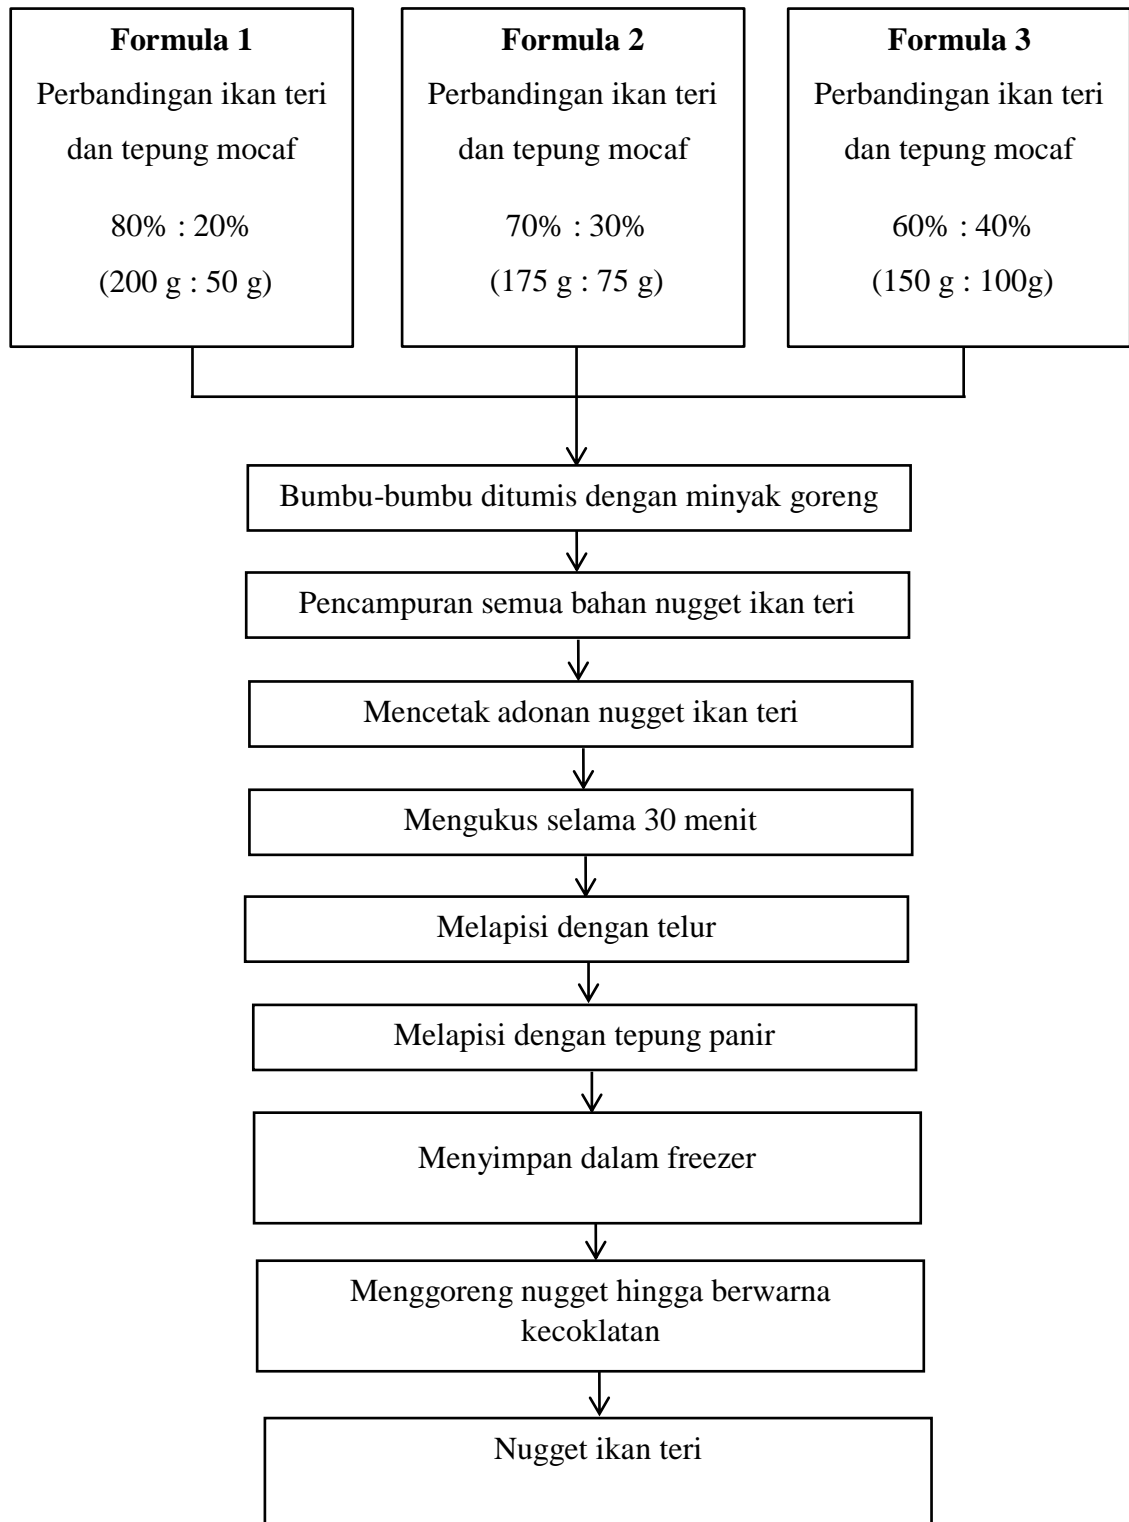 Formula 1
Perbandingan ikan teri
dan tepung mocaf
80% : 20%
(200 g : 50 g)
Formula 2
Perbandingan ikan teri
dan tepung mocaf
70% : 30%
(175 g : 75 g)
Formula 3
Perbandingan ikan teri
dan tepung mocaf
60% : 40%
(150 g : 100g)
Bumbu-bumbu ditumis dengan minyak goreng
Pencampuran semua bahan nugget ikan teri
Mencetak adonan nugget ikan teri
Mengukus selama 30 menit
Melapisi dengan telur
Melapisi dengan tepung panir
Menyimpan dalam freezer
Menggoreng nugget hingga berwarna
kecoklatan
Nugget ikan teri